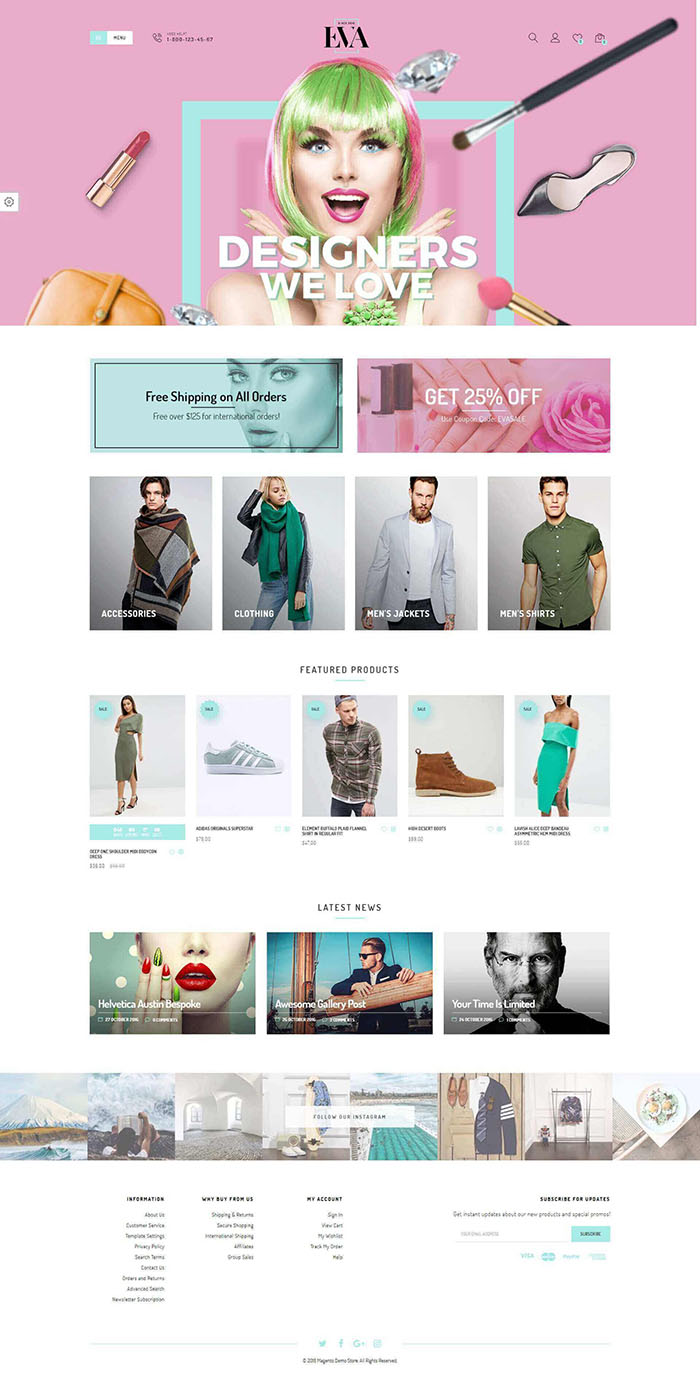 MENU
NEED HELP?
1-800-123-45-67
EVA
DESIGNERS
WE LOVE
Free Shipping on All Orders
Free over $125 for international orders!
GET 25% OFF
Use Coupon Code: EVASALE
ACCESSORIES
CLOTHING
MEN'S JACKETS
MEN'S SHIRTS
FEATURED PRODUCTS
SALE
SALE
SALE
SALE
SALE
DEEP ONE SHOULDER MIDI BODYCON
DRESS
ADIDAS ORIGINALS SUPERSTAR
$79.00
ELEMENT BUFFALO PLAID FLANNEL
SHIRT IN REGULAR FIT
$47.00
HIGH DESERT BOOTS
$99.00
LAVISH ALICE DEEP BANDEAU
ASYMMETRIC HEM MIDI DRESS
LATEST NEWS
Helvetica Austin Bespoke
27 OCTOBER 2016
0 COMMENTS
Awesome Gallery Post
26 OCTOBER 2016
2 COMMENTS
Your Time Is Limited
24 OCTOBER 2016
1 COMMENTS
FOLLOW OUR INSTAGRAM
INFORMATION
About Us
Customer Service
Template Settings
Privacy Policy
Search Terms
Contact Us
Orders and Returns
Advanced Search
Newsletter Subscription
WHY BUY FROM US
Shipping & Returns
Secure Shopping
International Shipping
Affiliates
Group Sales
MY ACCOUNT
Sign In
View Cart
My Wishlist
Track My Order
Help
SUBSCRIBE FOR UPDATES
Get instant updates about our new products and special promos!
YOUR EMAIL ADDRESS
SUBSCRIBE
VISA
PayPal
© 2016 Magento Demo Store. All Rights Reserved.